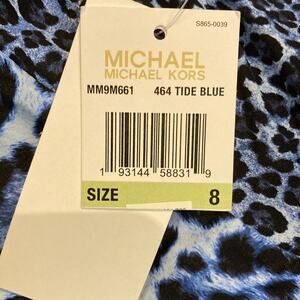 S865-0039
MICHAEL
MICHAEL KORS
MM9M661 464 TIDE BLUE
1 93144 58831 9
SIZE 8